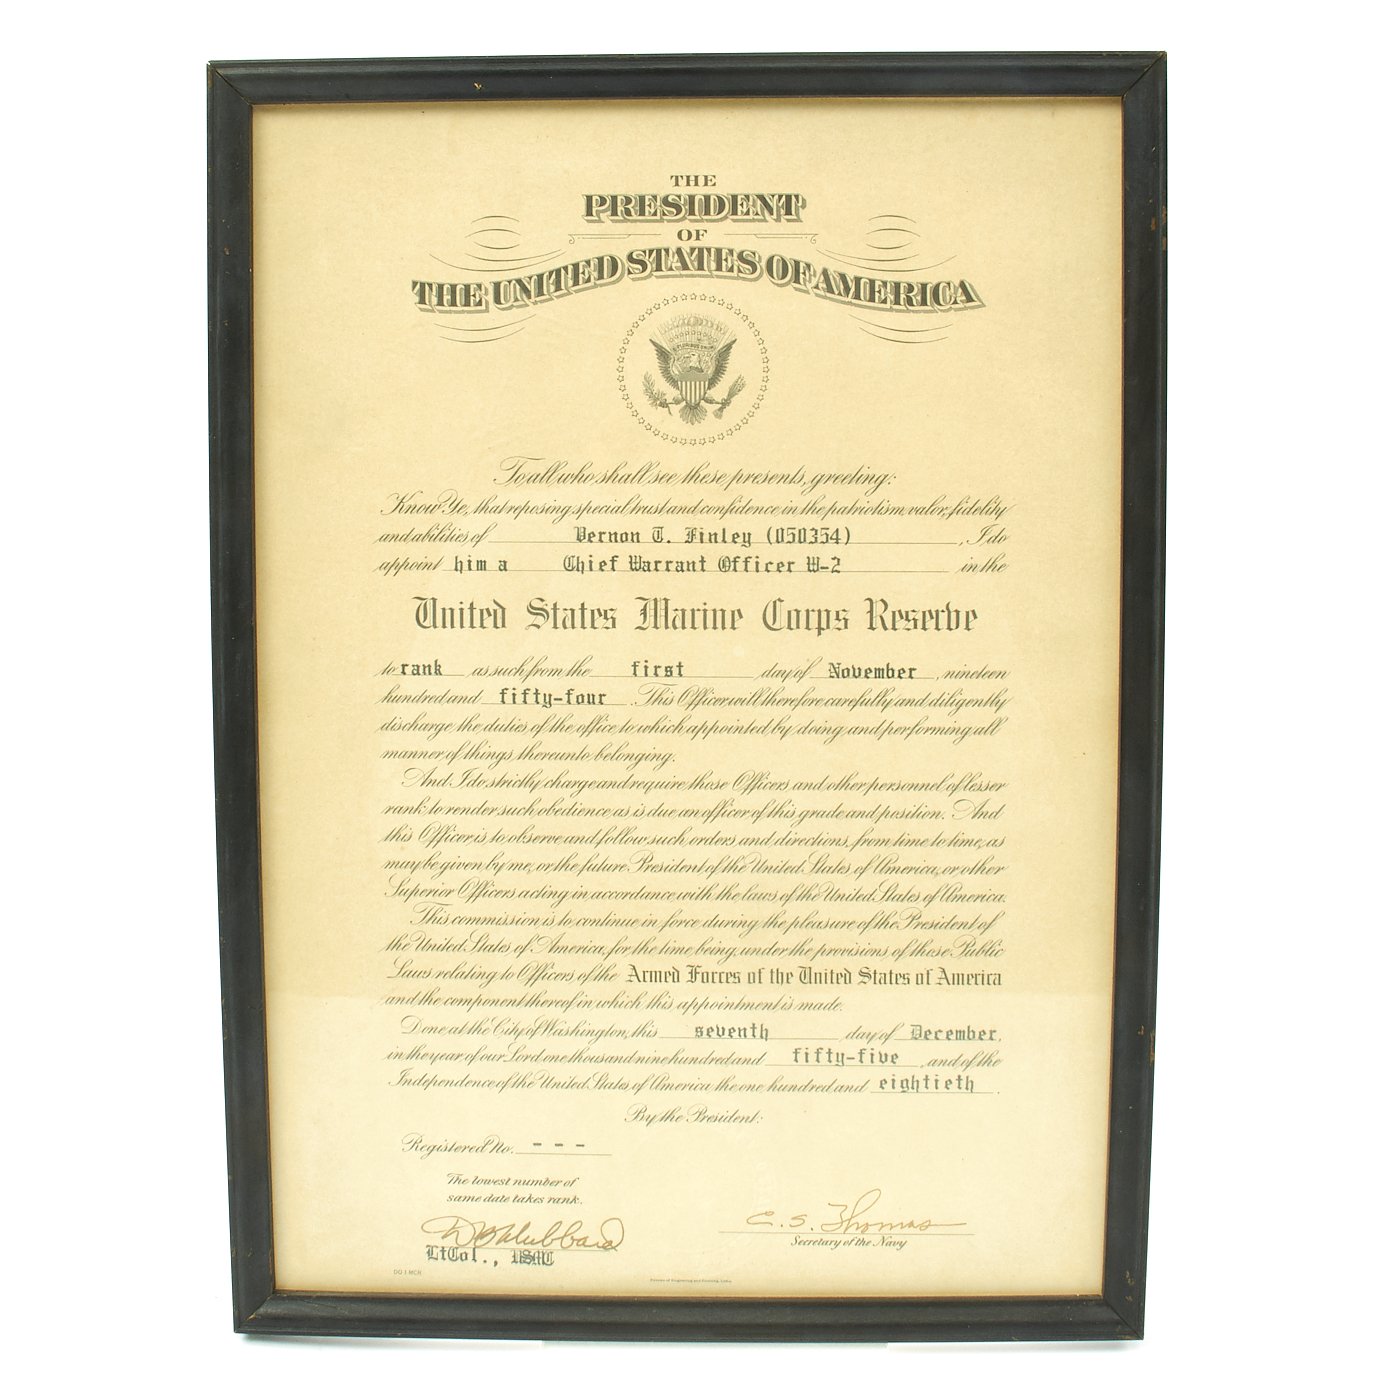 THE
PRESIDENT
OF
THE UNITED STATES OF AMERICA
E PLURIBUS UNUM
To all who shall see these presents, greeting:
Know Ye, that reposing special trust and confidence in the patriotism, valor, fidelity
and abilities of Vernon T. Finley (050354) , I do
appoint him a Chief Warrant Officer W-2 in the
United States Marine Corps Reserve
to rank as such from the first day of November , nineteen
hundred and fifty-four . This Officer will therefore carefully and diligently
discharge the duties of the office to which appointed by doing and performing all
manner of things thereunto belonging.
And I do strictly charge and require those Officers and other personnel of lesser
rank to render such obedience as is due an officer of this grade and position. And
this Officer is to observe and follow such orders and directions, from time to time, as
may be given by me, or the future President of the United States of America, or other
Superior Officers acting in accordance with the laws of the United States of America.
This commission is to continue in force during the pleasure of the President of
the United States of America, for the time being, under the provisions of those Public
Laws relating to Officers of the Armed Forces of the United States of America
and the component thereof in which this appointment is made.
Done at the City of Washington, this seventh day of December,
in the year of our Lord one thousand nine hundred and fifty-five , and of the
Independence of the United States of America the one hundred and eightieth .
By the President:
Registered No. - - -
The lowest number of
same date takes rank.
D B Hubbard
LtCol., USMC
C. S. Thomas
Secretary of the Navy
DO 1 MCR